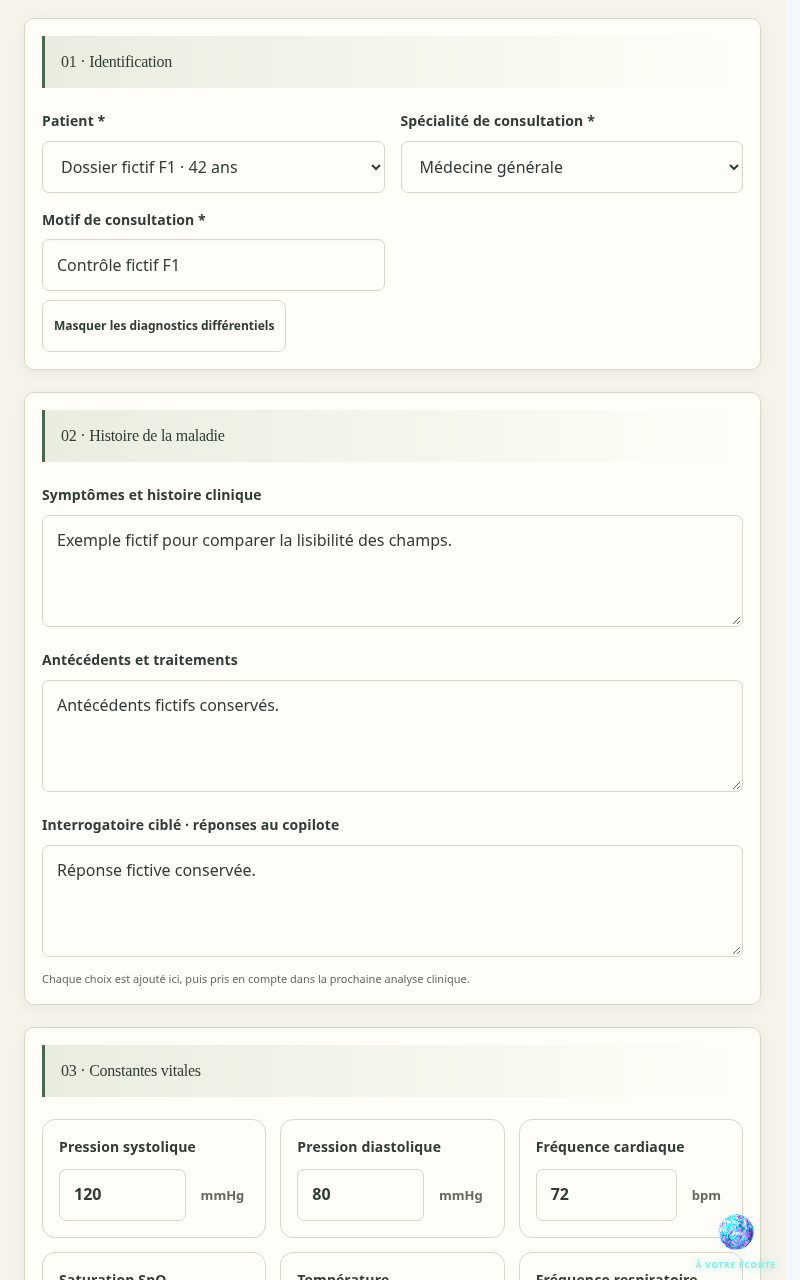 01 · Identification
Patient *
Spécialité de consultation *
Dossier fictif F1 · 42 ans
Médecine générale
Motif de consultation *
Contrôle fictif F1
Masquer les diagnostics différentiels
02 · Histoire de la maladie
Symptômes et histoire clinique
Exemple fictif pour comparer la lisibilité des champs.
Antécédents et traitements
Antécédents fictifs conservés.
Interrogatoire ciblé · réponses au copilote
Réponse fictive conservée.
Chaque choix est ajouté ici, puis pris en compte dans la prochaine analyse clinique.
03 · Constantes vitales
Pression systolique
Pression diastolique
Fréquence cardiaque
120 mmHg
80 mmHg
72 bpm
À VOTRE ÉCOUTE
Saturation SpO
Température
Fréquence respiratoire